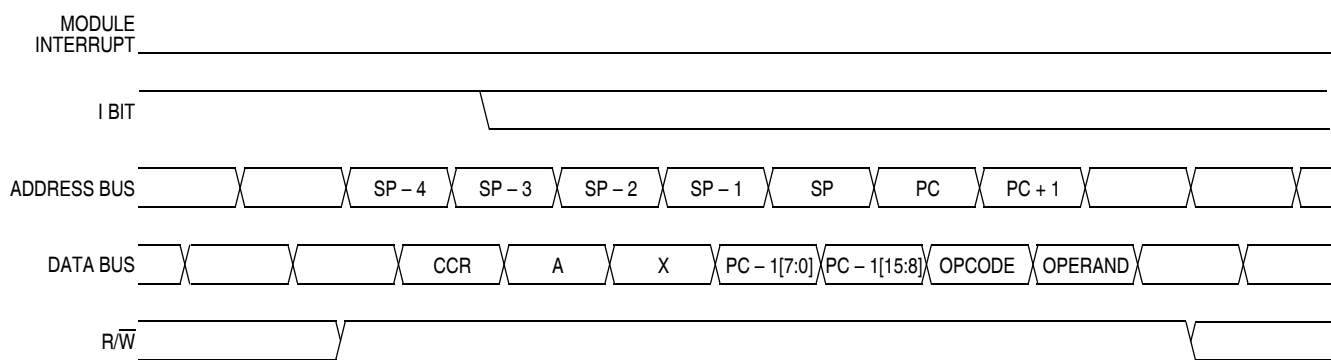 MODULE
INTERRUPT
I BIT
ADDRESS BUS SP – 4 SP – 3 SP – 2 SP – 1 SP PC PC + 1
DATA BUS CCR A X PC – 1[7:0] PC – 1[15:8] OPCODE OPERAND
R/W̅